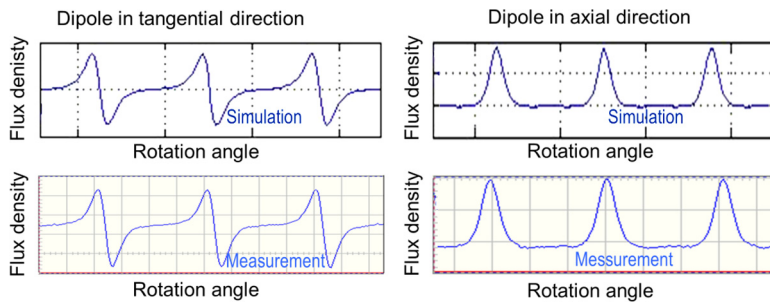 Dipole in tangential direction
Flux denisty
Simulation
Rotation angle
Flux density
Measurement
Rotation angle
Dipole in axial direction
Flux density
Simulation
Rotation angle
Flux density
Messurement
Rotation angle